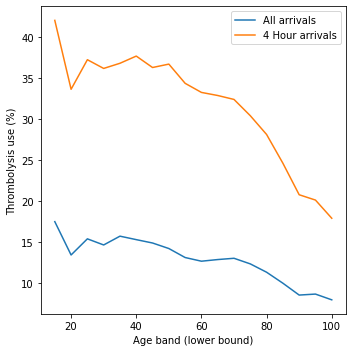 All arrivals
4 Hour arrivals
40
35
30
25
20
15
10
Thrombolysis use (%)
20 40 60 80 100
Age band (lower bound)